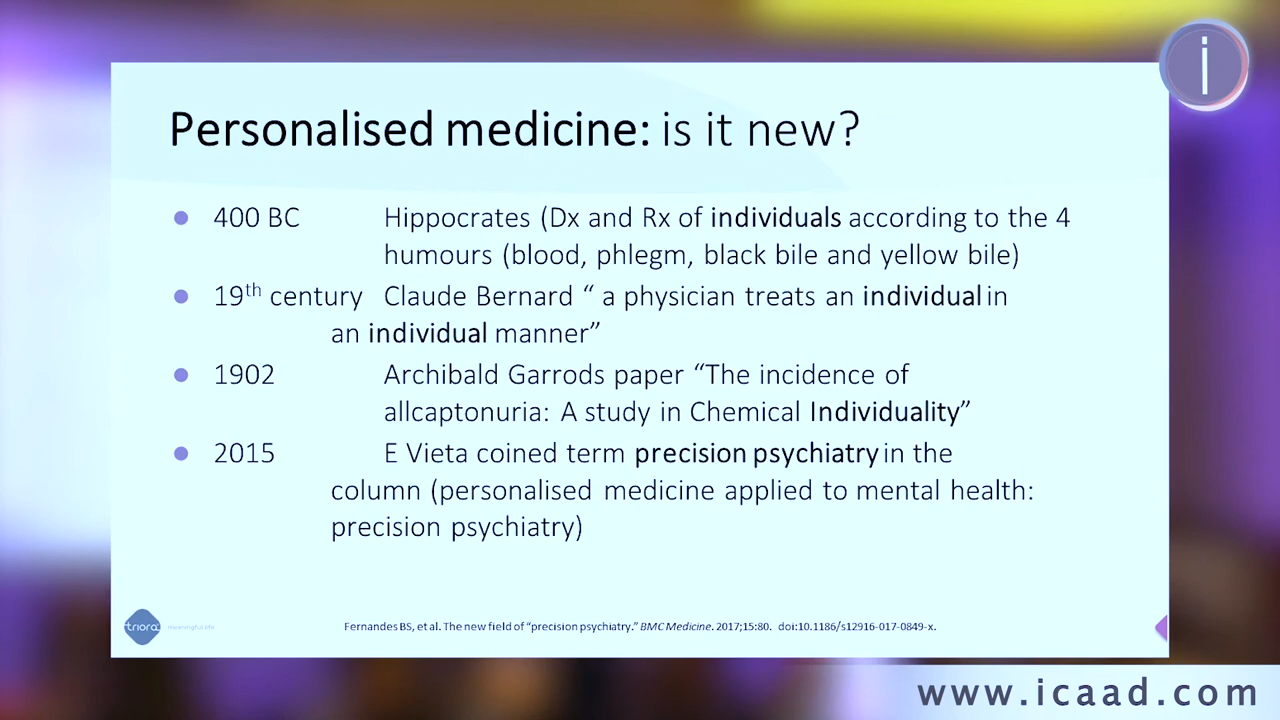 i
Personalised medicine: is it new?
● 400 BC Hippocrates (Dx and Rx of individuals according to the 4
humours (blood, phlegm, black bile and yellow bile)
● 19th century Claude Bernard “ a physician treats an individual in
an individual manner”
● 1902 Archibald Garrods paper “The incidence of
allcaptonuria: A study in Chemical Individuality”
● 2015 E Vieta coined term precision psychiatry in the
column (personalised medicine applied to mental health:
precision psychiatry)
triora meaningful life
Fernandes BS, et al. The new field of “precision psychiatry.” BMC Medicine. 2017;15:80. doi:10.1186/s12916-017-0849-x.
www.icaad.com